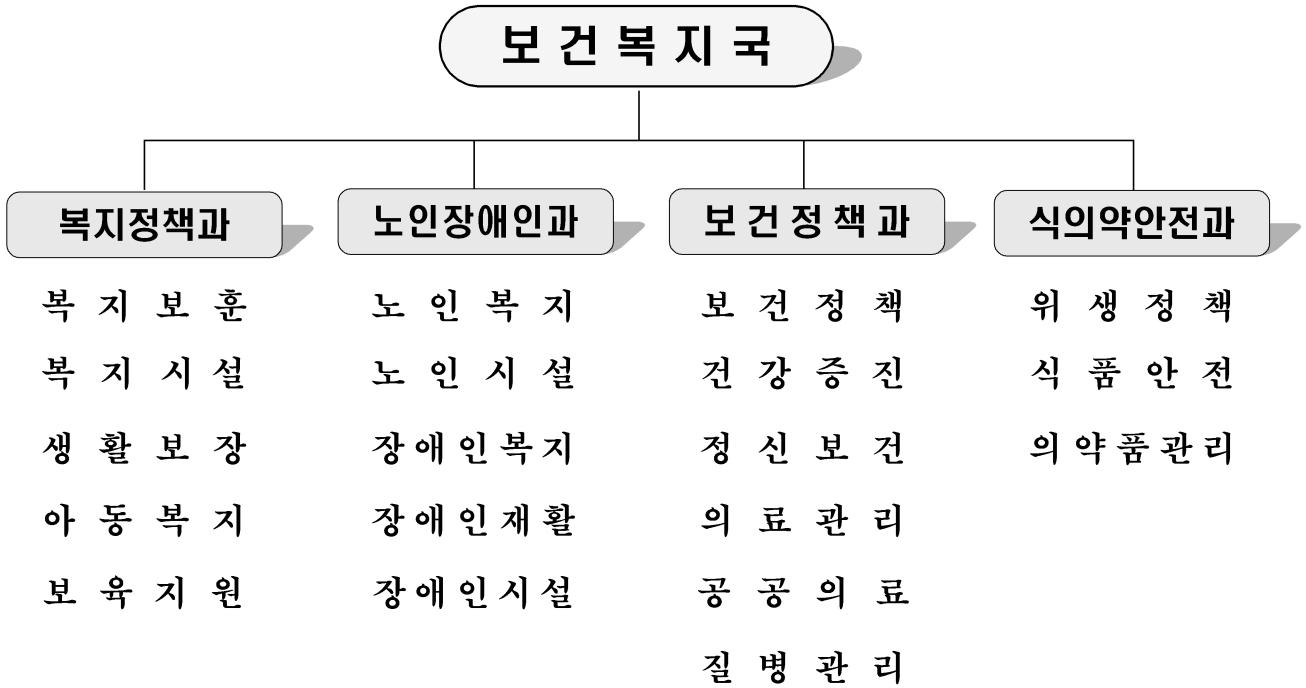 보건복지국
복지정책과
노인장애인과
보건정책과
식의약안전과
복지보훈
복지시설
생활보장
아동복지
보육지원
노인복지
노인시설
장애인복지
장애인재활
장애인시설
보건정책
건강증진
정신보건
의료관리
공공의료
질병관리
위생정책
식품안전
의약품관리